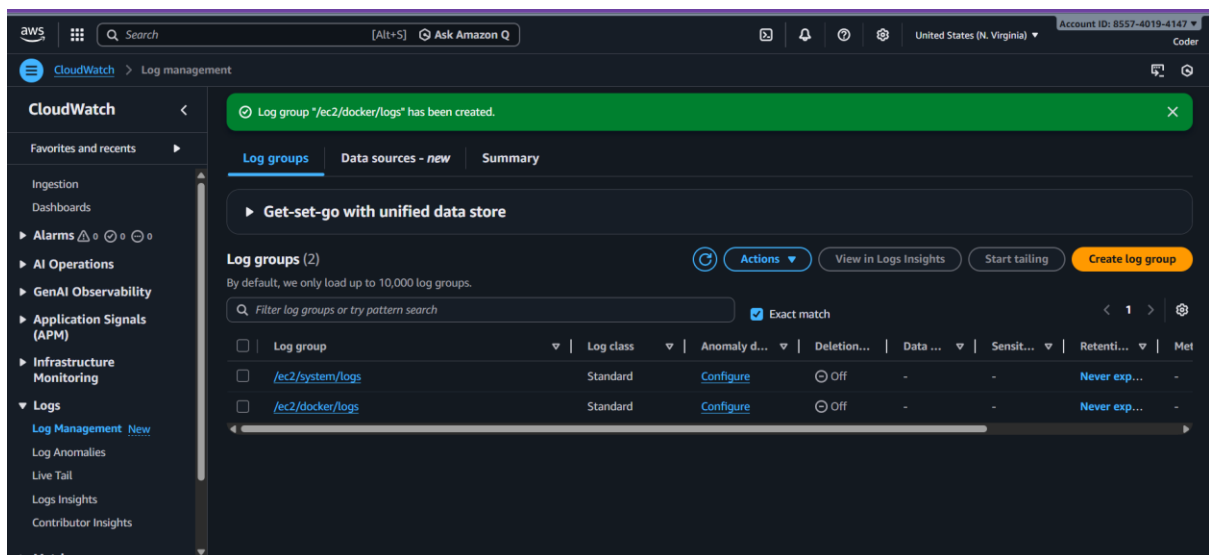 aws
Search [Alt+S] Ask Amazon Q
United States (N. Virginia) ▼
Account ID: 8557-4019-4147 ▼
Coder
CloudWatch > Log management
CloudWatch
Favorites and recents
Ingestion
Dashboards
Alarms 0 0 0
AI Operations
GenAI Observability
Application Signals
(APM)
Infrastructure
Monitoring
Logs
Log Management New
Log Anomalies
Live Tail
Logs Insights
Contributor Insights
Log group "/ec2/docker/logs" has been created.
Log groups Data sources - new Summary
Get-set-go with unified data store
Log groups (2) Actions ▼ View in Logs Insights Start tailing Create log group
By default, we only load up to 10,000 log groups.
Filter log groups or try pattern search Exact match < 1 >
Log group Log class Anomaly d... Deletion... Data ... Sensit... Retenti... Met
/ec2/system/logs Standard Configure Off - - Never exp... -
/ec2/docker/logs Standard Configure Off - - Never exp... -